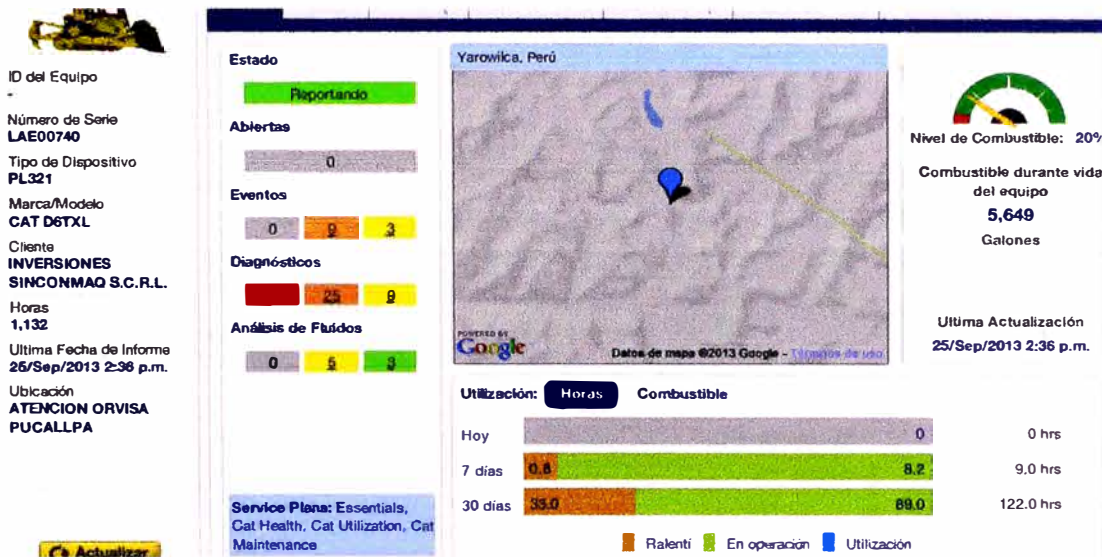 ID del Equipo
-
Número de Serie
LAE00740
Tipo de Dispositivo
PL321
Marca/Modelo
CAT D6TXL
Cliente
INVERSIONES
SINCONMAQ S.C.R.L.
Horas
1,132
Ultima Fecha de Informe
25/Sep/2013 2:36 p.m.
Ubicación
ATENCION ORVISA
PUCALLPA
Actualizar
Estado
Reportando
Abiertas
0
Eventos
0 9 3
Diagnósticos
25 9
Análisis de Fluidos
0 5 3
Service Plans: Essentials,
Cat Health, Cat Utilization, Cat
Maintenance
Yarowilca, Perú
POWERED BY
Google
Datos de mapa ©2013 Google - Términos de uso
Nivel de Combustible: 20%
Combustible durante vida
del equipo
5,649
Galones
Ultima Actualización
25/Sep/2013 2:36 p.m.
Utilización: Horas Combustible
Hoy 0 0 hrs
7 días 0.8 8.2 9.0 hrs
30 días 33.0 89.0 122.0 hrs
Ralentí En operación Utilización